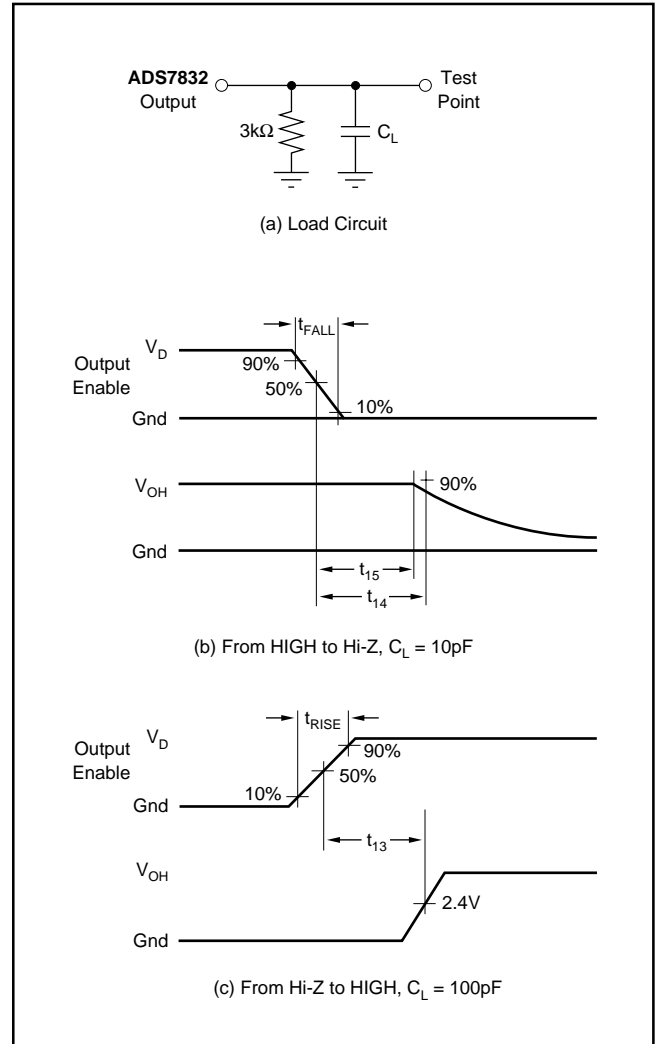 ADS7832
Output
Test
Point
3kΩ
C_L
(a) Load Circuit
t_FALL
V_D
Output
Enable
90%
50%
10%
Gnd
V_OH
90%
Gnd
t_15
t_14
(b) From HIGH to Hi-Z, C_L = 10pF
t_RISE
V_D
Output
Enable
90%
50%
10%
Gnd
t_13
V_OH
2.4V
Gnd
(c) From Hi-Z to HIGH, C_L = 100pF